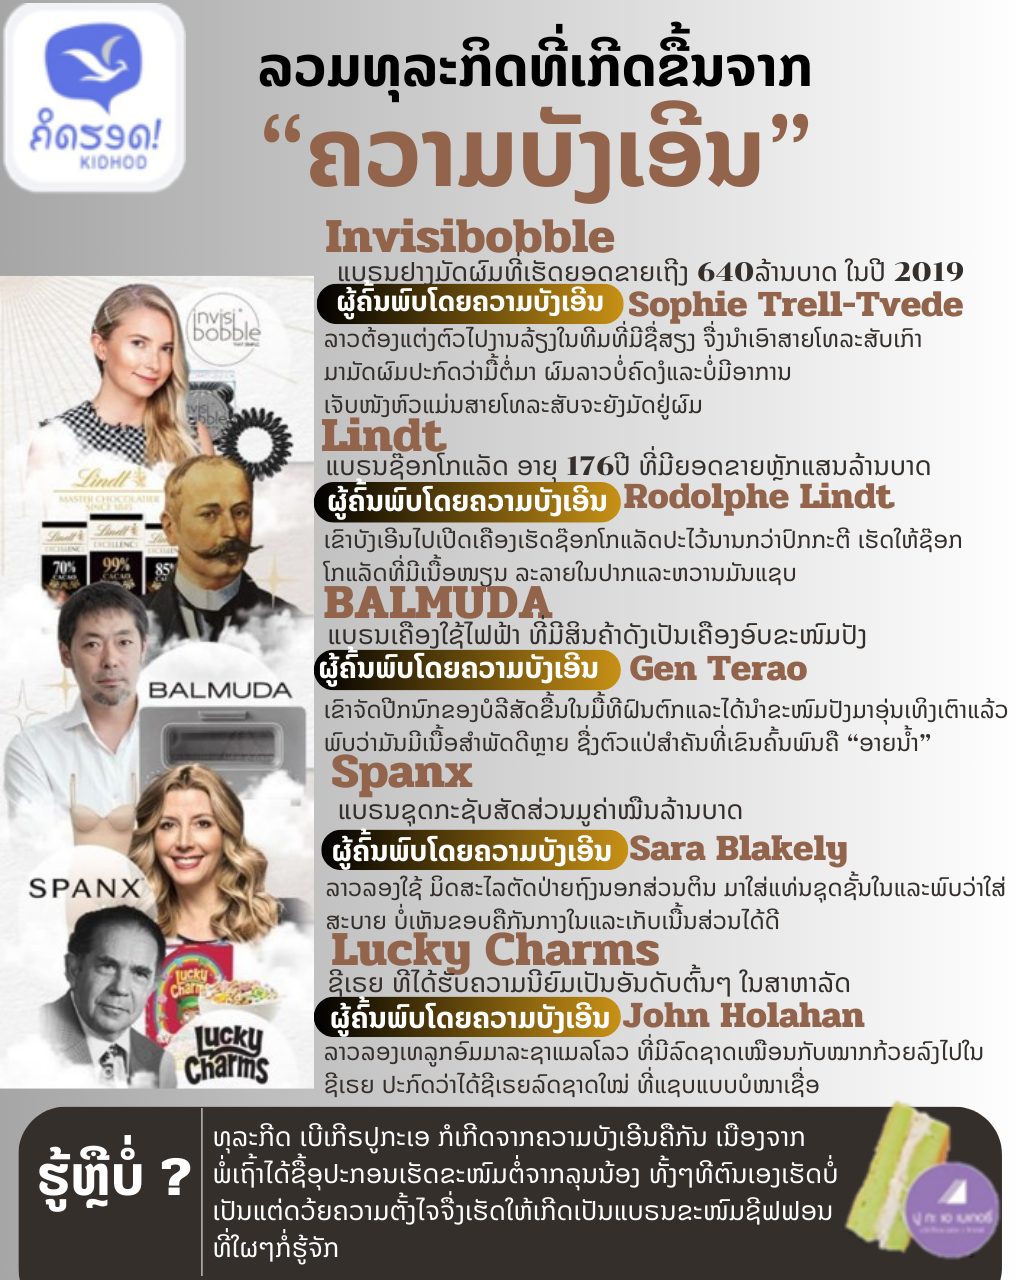 ຄິດຮອດ!
KIDHOD
ລວມທຸລະກິດທີ່ເກີດຂຶ້ນຈາກ
“ຄວາມບັງເອີນ”
Invisibobble
ແບຣນຢາງມັດຜົມທີ່ເຮັດຍອດຂາຍເຖິງ 640ລ້ານບາດ ໃນປີ 2019
ຜູ້ຄົ້ນພົບໂດຍຄວາມບັງເອີນ Sophie Trell-Tvede
ລາວຕ້ອງແຕ່ງຕົວໄປງານລ້ຽງໃນທີມທີ່ມີຊື່ສຽງ ຈຶ່ງນຳເອົາສາຍໂທລະສັບເກົາ
ມາມັດຜົມປະກົດວ່າມື້ຕໍ່ມາ ຜົມລາວບໍ່ຄົດງໍແລະບໍ່ມີອາການ
ເຈັບໜັງຫົວແມ່ນສາຍໂທລະສັບຈະຍັງມັດຢູ່ຜົມ
Lindt
ແບຣນຊ໊ອກໂກແລັດ ອາຍຸ 176ປີ ທີ່ມີຍອດຂາຍຫຼັກແສນລ້ານບາດ
ຜູ້ຄົ້ນພົບໂດຍຄວາມບັງເອີນ Rodolphe Lindt
ເຂົາບັງເອີນໄປເປີດເຄືອງເຮັດຊ໊ອກໂກແລັດປະໄວ້ນານກວ່າປົກກະຕິ ເຮັດໃຫ້ຊ໊ອກ
ໂກແລັດທີ່ມີເນື້ອໜຽນ ລະລາຍໃນປາກແລະຫວານມັນແຊບ
BALMUDA
ແບຣນເຄືອງໃຊ້ໄຟຟ້າ ທີ່ມີສິນຄ້າດັງເປັນເຄືອງອົບຂະໜົມປັງ
ຜູ້ຄົ້ນພົບໂດຍຄວາມບັງເອີນ Gen Terao
ເຂົາຈັດປີກນົກຂອງບໍລິສັດຂື້ນໃນມື້ທີຝົນຕົກແລະໄດ້ນຳຂະໜົມປັງມາອຸ່ນເທິງເຕົາແລ້ວ
ພົບວ່າມັນມີເນື້ອສຳພັດດີຫຼາຍ ຊື່ງຕົວແປ່ສຳຄັນທີ່ເຂົນຄົ້ນພົນຄື “ອາຍນ້ຳ”
Spanx
ແບຣນຊຸດກະຊັບສັດສ່ວນມູຄ່າໝືນລ້ານບາດ
ຜູ້ຄົ້ນພົບໂດຍຄວາມບັງເອີນ Sara Blakely
ລາວລອງໃຊ້ ມິດສະໄລຕັດປ່າຍຖົງນອກສ່ວນຕິນ ມາໃສ່ແທ່ນຊຸດຊັ້ນໃນແລະພົບວ່າໃສ່
ສະບາຍ ບໍ່ເຫັນຂອບຄືກັນກາງໃນແລະເກັບເນື້ນສ່ວນໄດ້ດີ
Lucky Charms
ຊີເຣຍ ທີ່ໄດ້ຮັບຄວາມນິຍົມເປັນອັນດັບຕົ້ນໆ ໃນສາຫາລັດ
ຜູ້ຄົ້ນພົບໂດຍຄວາມບັງເອີນ John Holahan
ລາວລອງເທລູກອົມມາລະຊາແມລໂລວ ທີ່ມີລົດຊາດເໝືອນກັບໝາກກ້ວຍລົງໄປໃນ
ຊີເຣຍ ປະກົດວ່າໄດ້ຊີເຣຍລົດຊາດໃໝ່ ທີ່ແຊບແບບບໍ່ໜາເຊື່ອ
invisi
bobble
THAT SIMPLE.
Lindt
MASTER CHOCOLATIER
SINCE 1845
Lindt
EXCELLENCE
70%
CACAO
99%
CACAO
85%
BALMUDA
SPANX
Lucky
Charms
Lucky
Charms
ຮູ້ຫຼືບໍ່ ?
ທຸລະກິດ ເບີເກີຣປູກະເອ ກໍເກີດຈາກຄວາມບັງເອີນຄືກັນ ເນືອງຈາກ
ພໍ່ເຖົ້າໄດ້ຊື້ອຸປະກອນເຮັດຂະໜົມຕໍ່ຈາກລຸນນ້ອງ ທັ້ງໆທີຕົນເອງເຮັດບໍ່
ເປັນແຕ່ດວ້ຍຄວາມຕັ້ງໄຈຈຶ່ງເຮັດໃຫ້ເກີດເປັນແບຣນຂະໜົມຊີຟຟອນ
ທີ່ໃຜໆກໍ່ຮູ້ຈັກ
ປູ ກະ ເອ ເບເກອຣີ